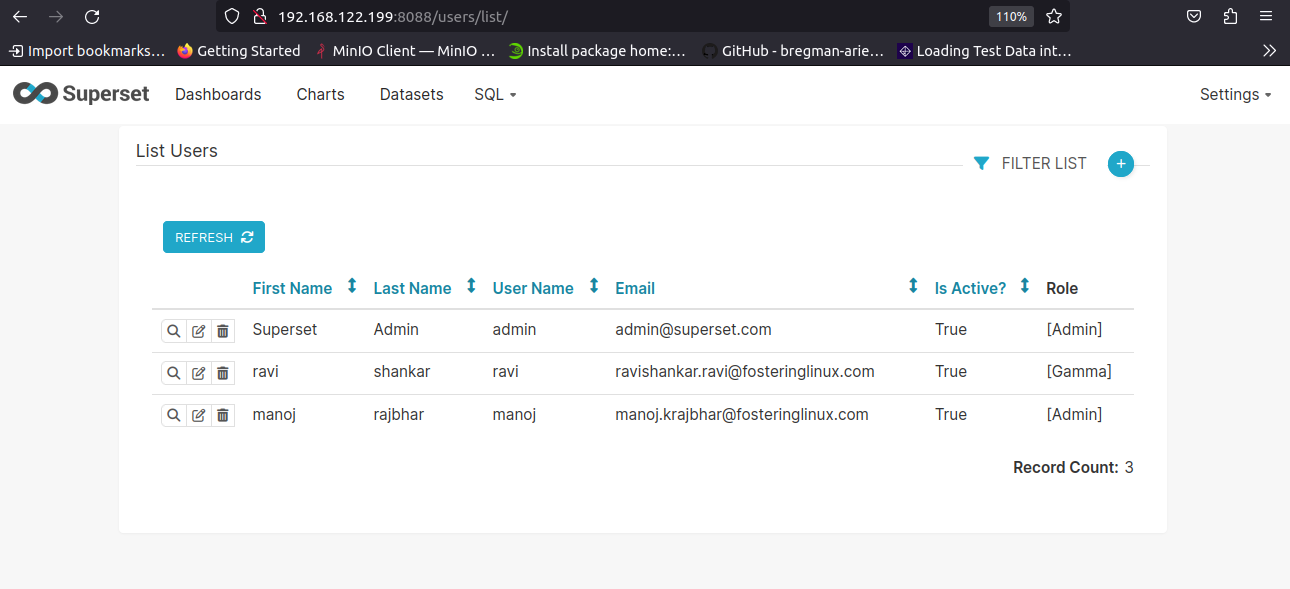 192.168.122.199:8088/users/list/ 110%
Import bookmarks... Getting Started MinIO Client — MinIO ... Install package home:... GitHub - bregman-arie... Loading Test Data int...
Superset Dashboards Charts Datasets SQL Settings
List Users
FILTER LIST +
REFRESH
First Name Last Name User Name Email Is Active? Role
Superset Admin admin admin@superset.com True [Admin]
ravi shankar ravi ravishankar.ravi@fosteringlinux.com True [Gamma]
manoj rajbhar manoj manoj.krajbhar@fosteringlinux.com True [Admin]
Record Count: 3